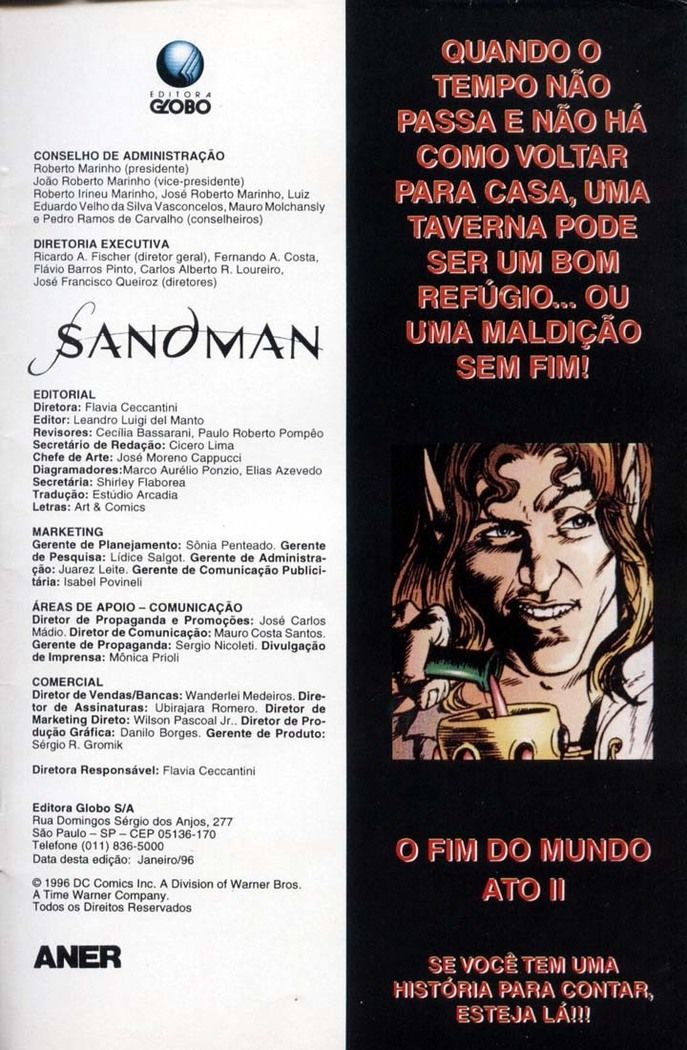 EDITORA
GLOBO
CONSELHO DE ADMINISTRAÇÃO
Roberto Marinho (presidente)
João Roberto Marinho (vice-presidente)
Roberto Irineu Marinho, José Roberto Marinho, Luiz
Eduardo Velho da Silva Vasconcelos, Mauro Molchansly
e Pedro Ramos de Carvalho (conselheiros)
DIRETORIA EXECUTIVA
Ricardo A. Fischer (diretor geral), Fernando A. Costa,
Flávio Barros Pinto, Carlos Alberto R. Loureiro,
José Francisco Queiroz (diretores)
SANDMAN
EDITORIAL
Diretora: Flavia Ceccantini
Editor: Leandro Luigi del Manto
Revisores: Cecília Bassarani, Paulo Roberto Pompêo
Secretário de Redação: Cicero Lima
Chefe de Arte: José Moreno Cappucci
Diagramadores:Marco Aurélio Ponzio, Elias Azevedo
Secretária: Shirley Flaborea
Tradução: Estúdio Arcadia
Letras: Art & Comics
MARKETING
Gerente de Planejamento: Sônia Penteado. Gerente
de Pesquisa: Lídice Salgot. Gerente de Administra-
ção: Juarez Leite. Gerente de Comunicação Publici-
tária: Isabel Povineli
ÁREAS DE APOIO – COMUNICAÇÃO
Diretor de Propaganda e Promoções: José Carlos
Mádio. Diretor de Comunicação: Mauro Costa Santos.
Gerente de Propaganda: Sergio Nicoleti. Divulgação
de Imprensa: Mônica Prioli
COMERCIAL
Diretor de Vendas/Bancas: Wanderlei Medeiros. Dire-
tor de Assinaturas: Ubirajara Romero. Diretor de
Marketing Direto: Wilson Pascoal Jr.. Diretor de Pro-
dução Gráfica: Danilo Borges. Gerente de Produto:
Sérgio R. Gromik
Diretora Responsável: Flavia Ceccantini
Editora Globo S/A
Rua Domingos Sérgio dos Anjos, 277
São Paulo – SP – CEP 05136-170
Telefone (011) 836-5000
Data desta edição: Janeiro/96
© 1996 DC Comics Inc. A Division of Warner Bros.
A Time Warner Company.
Todos os Direitos Reservados
ANER
QUANDO O
TEMPO NÃO
PASSA E NÃO HÁ
COMO VOLTAR
PARA CASA, UMA
TAVERNA PODE
SER UM BOM
REFÚGIO... OU
UMA MALDIÇÃO
SEM FIM!
O FIM DO MUNDO
ATO II
SE VOCÊ TEM UMA
HISTÓRIA PARA CONTAR,
ESTEJA LÁ!!!